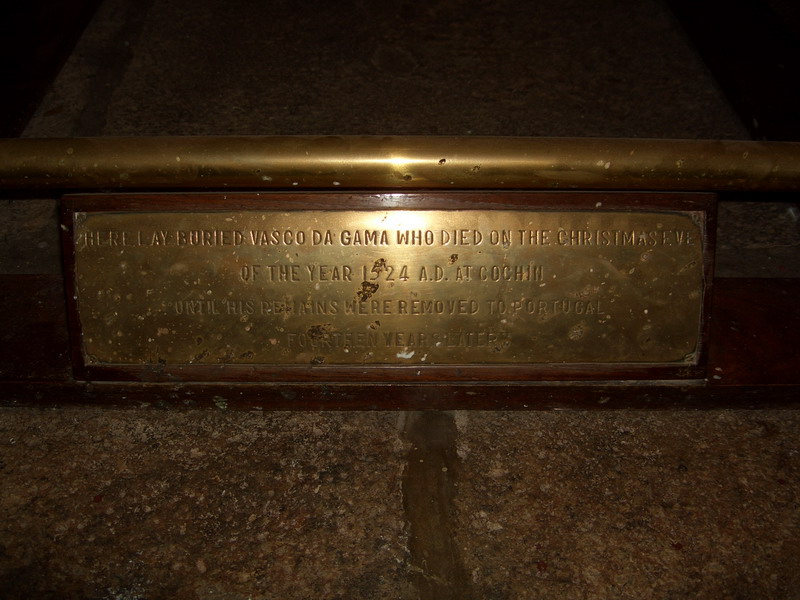 HERE LAY BURIED VASCO DA GAMA WHO DIED ON THE CHRISTMAS EVE
OF THE YEAR 1524 A.D. AT COCHIN
UNTIL HIS REMAINS WERE REMOVED TO PORTUGAL
FOURTEEN YEARS LATER